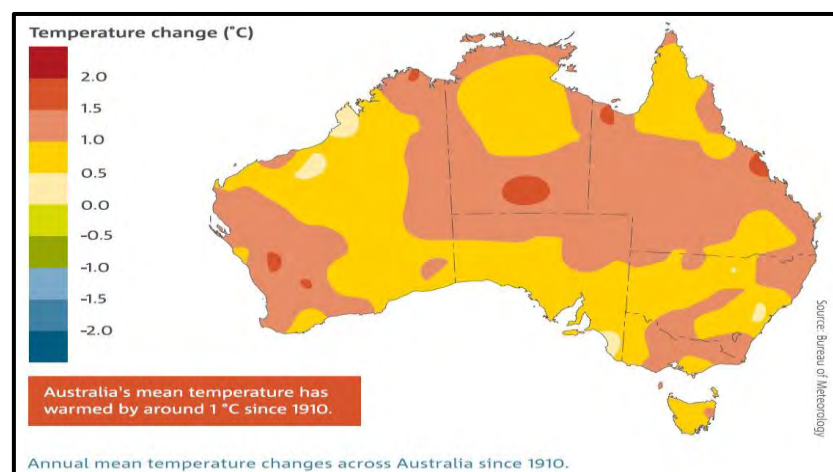 Temperature change (°C)
2.0
1.5
1.0
0.5
0.0
-0.5
-1.0
-1.5
-2.0
Australia's mean temperature has
warmed by around 1 °C since 1910.
Annual mean temperature changes across Australia since 1910.
Source: Bureau of Meteorology